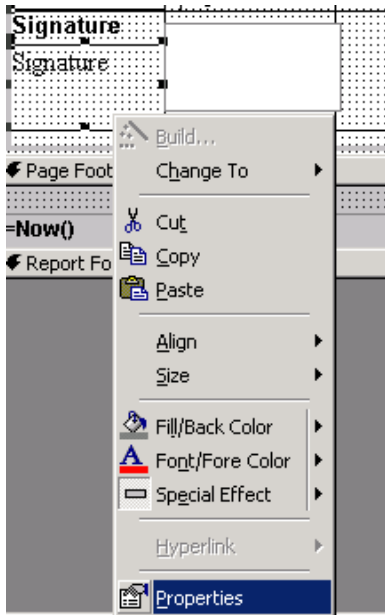 Signature
Signature
Build...
Page Foot
Change To
=Now()
Cut
Report Fo
Copy
Paste
Align
Size
Fill/Back Color
Font/Fore Color
Special Effect
Hyperlink
Properties